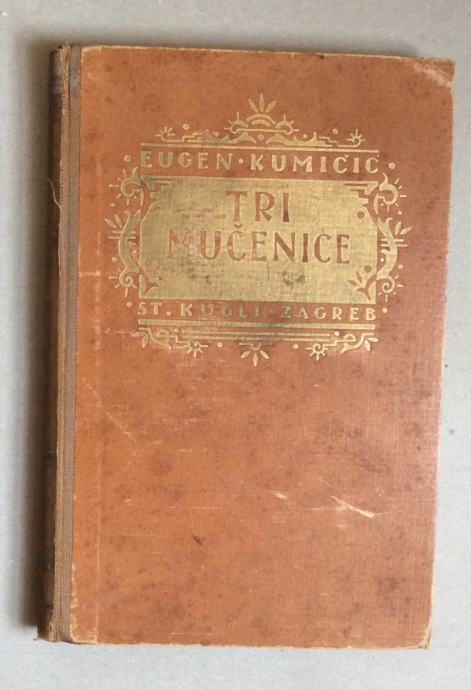 EUGEN · KUMIČIĆ
TRI
MUČENICE
ST. KUGLI · ZAGREB